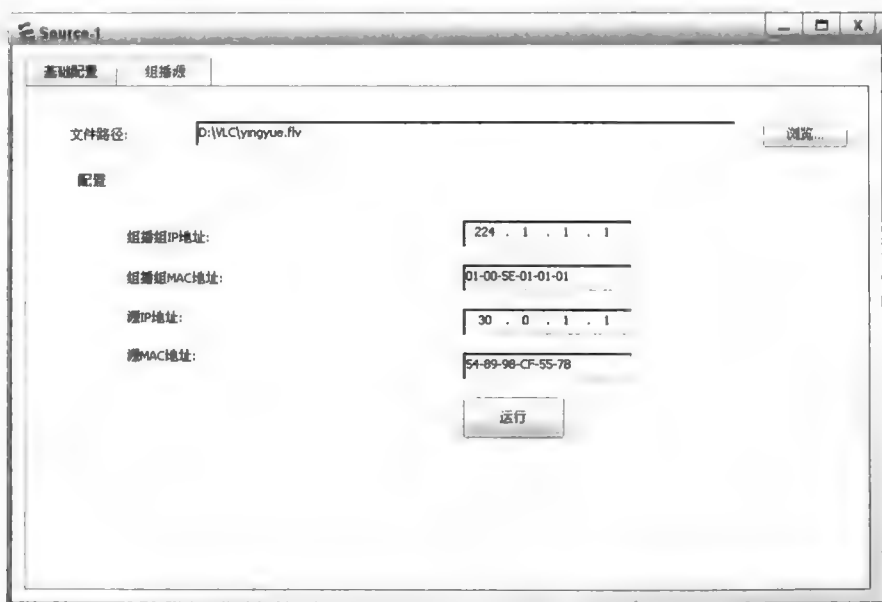 Source-1
基础配置 组播源
文件路径: D:\VLC\yingyue.flv 浏览...
配置
组播组IP地址: 224 . 1 . 1 . 1
组播组MAC地址: 01-00-5E-01-01-01
源IP地址: 30 . 0 . 1 . 1
源MAC地址: 54-89-98-CF-55-78
运行